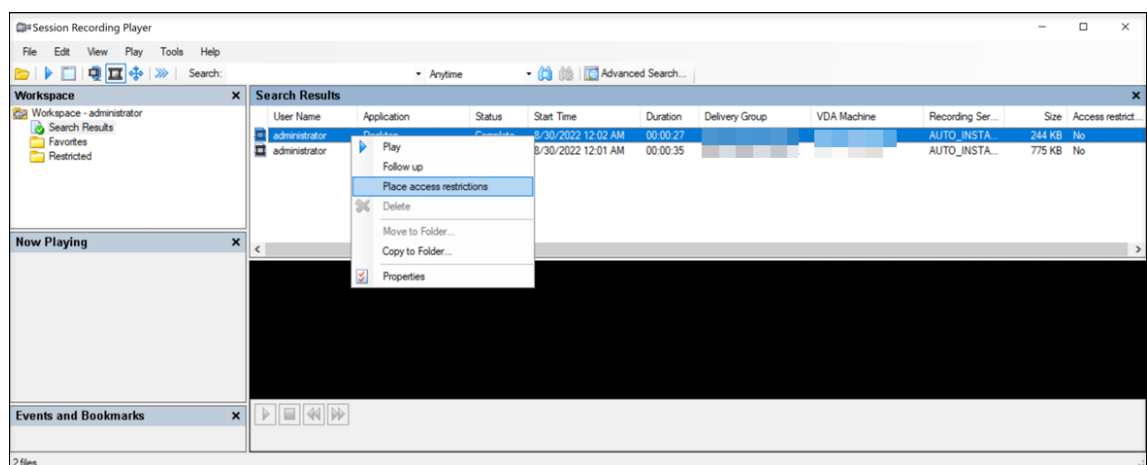 Session Recording Player
File Edit View Play Tools Help
Search: Anytime Advanced Search...
Workspace
Workspace - administrator
Search Results
Favorites
Restricted
Search Results
User Name Application Status Start Time Duration Delivery Group VDA Machine Recording Ser... Size Access restrict...
administrator Desktop Complete 8/30/2022 12:02 AM 00:00:27 AUTO_INSTA... 244 KB No
administrator 8/30/2022 12:01 AM 00:00:35 AUTO_INSTA... 775 KB No
Play
Follow up
Place access restrictions
Delete
Move to Folder...
Copy to Folder...
Properties
Now Playing
Events and Bookmarks
2 files